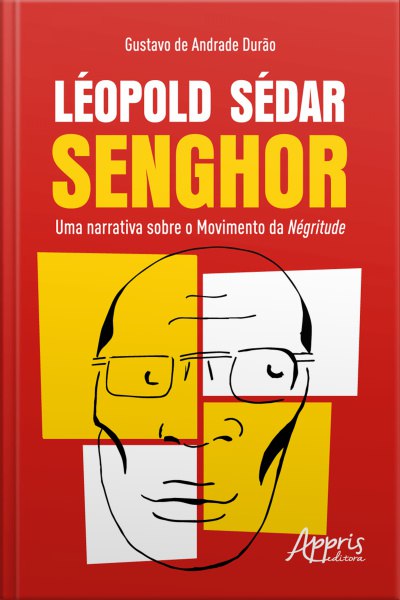 Gustavo de Andrade Durão
LÉOPOLD SÉDAR
SENGHOR
Uma narrativa sobre o Movimento da Négritude
Appris
editora